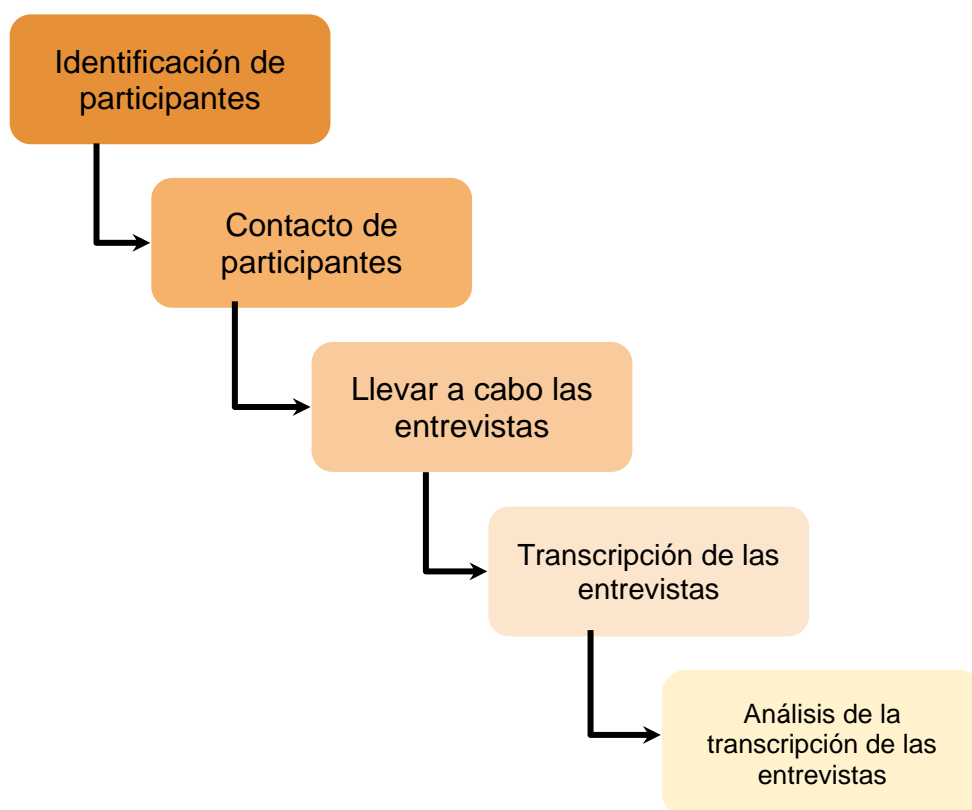 Identificación de
participantes
Contacto de
participantes
Llevar a cabo las
entrevistas
Transcripción de las
entrevistas
Análisis de la
transcripción de las
entrevistas